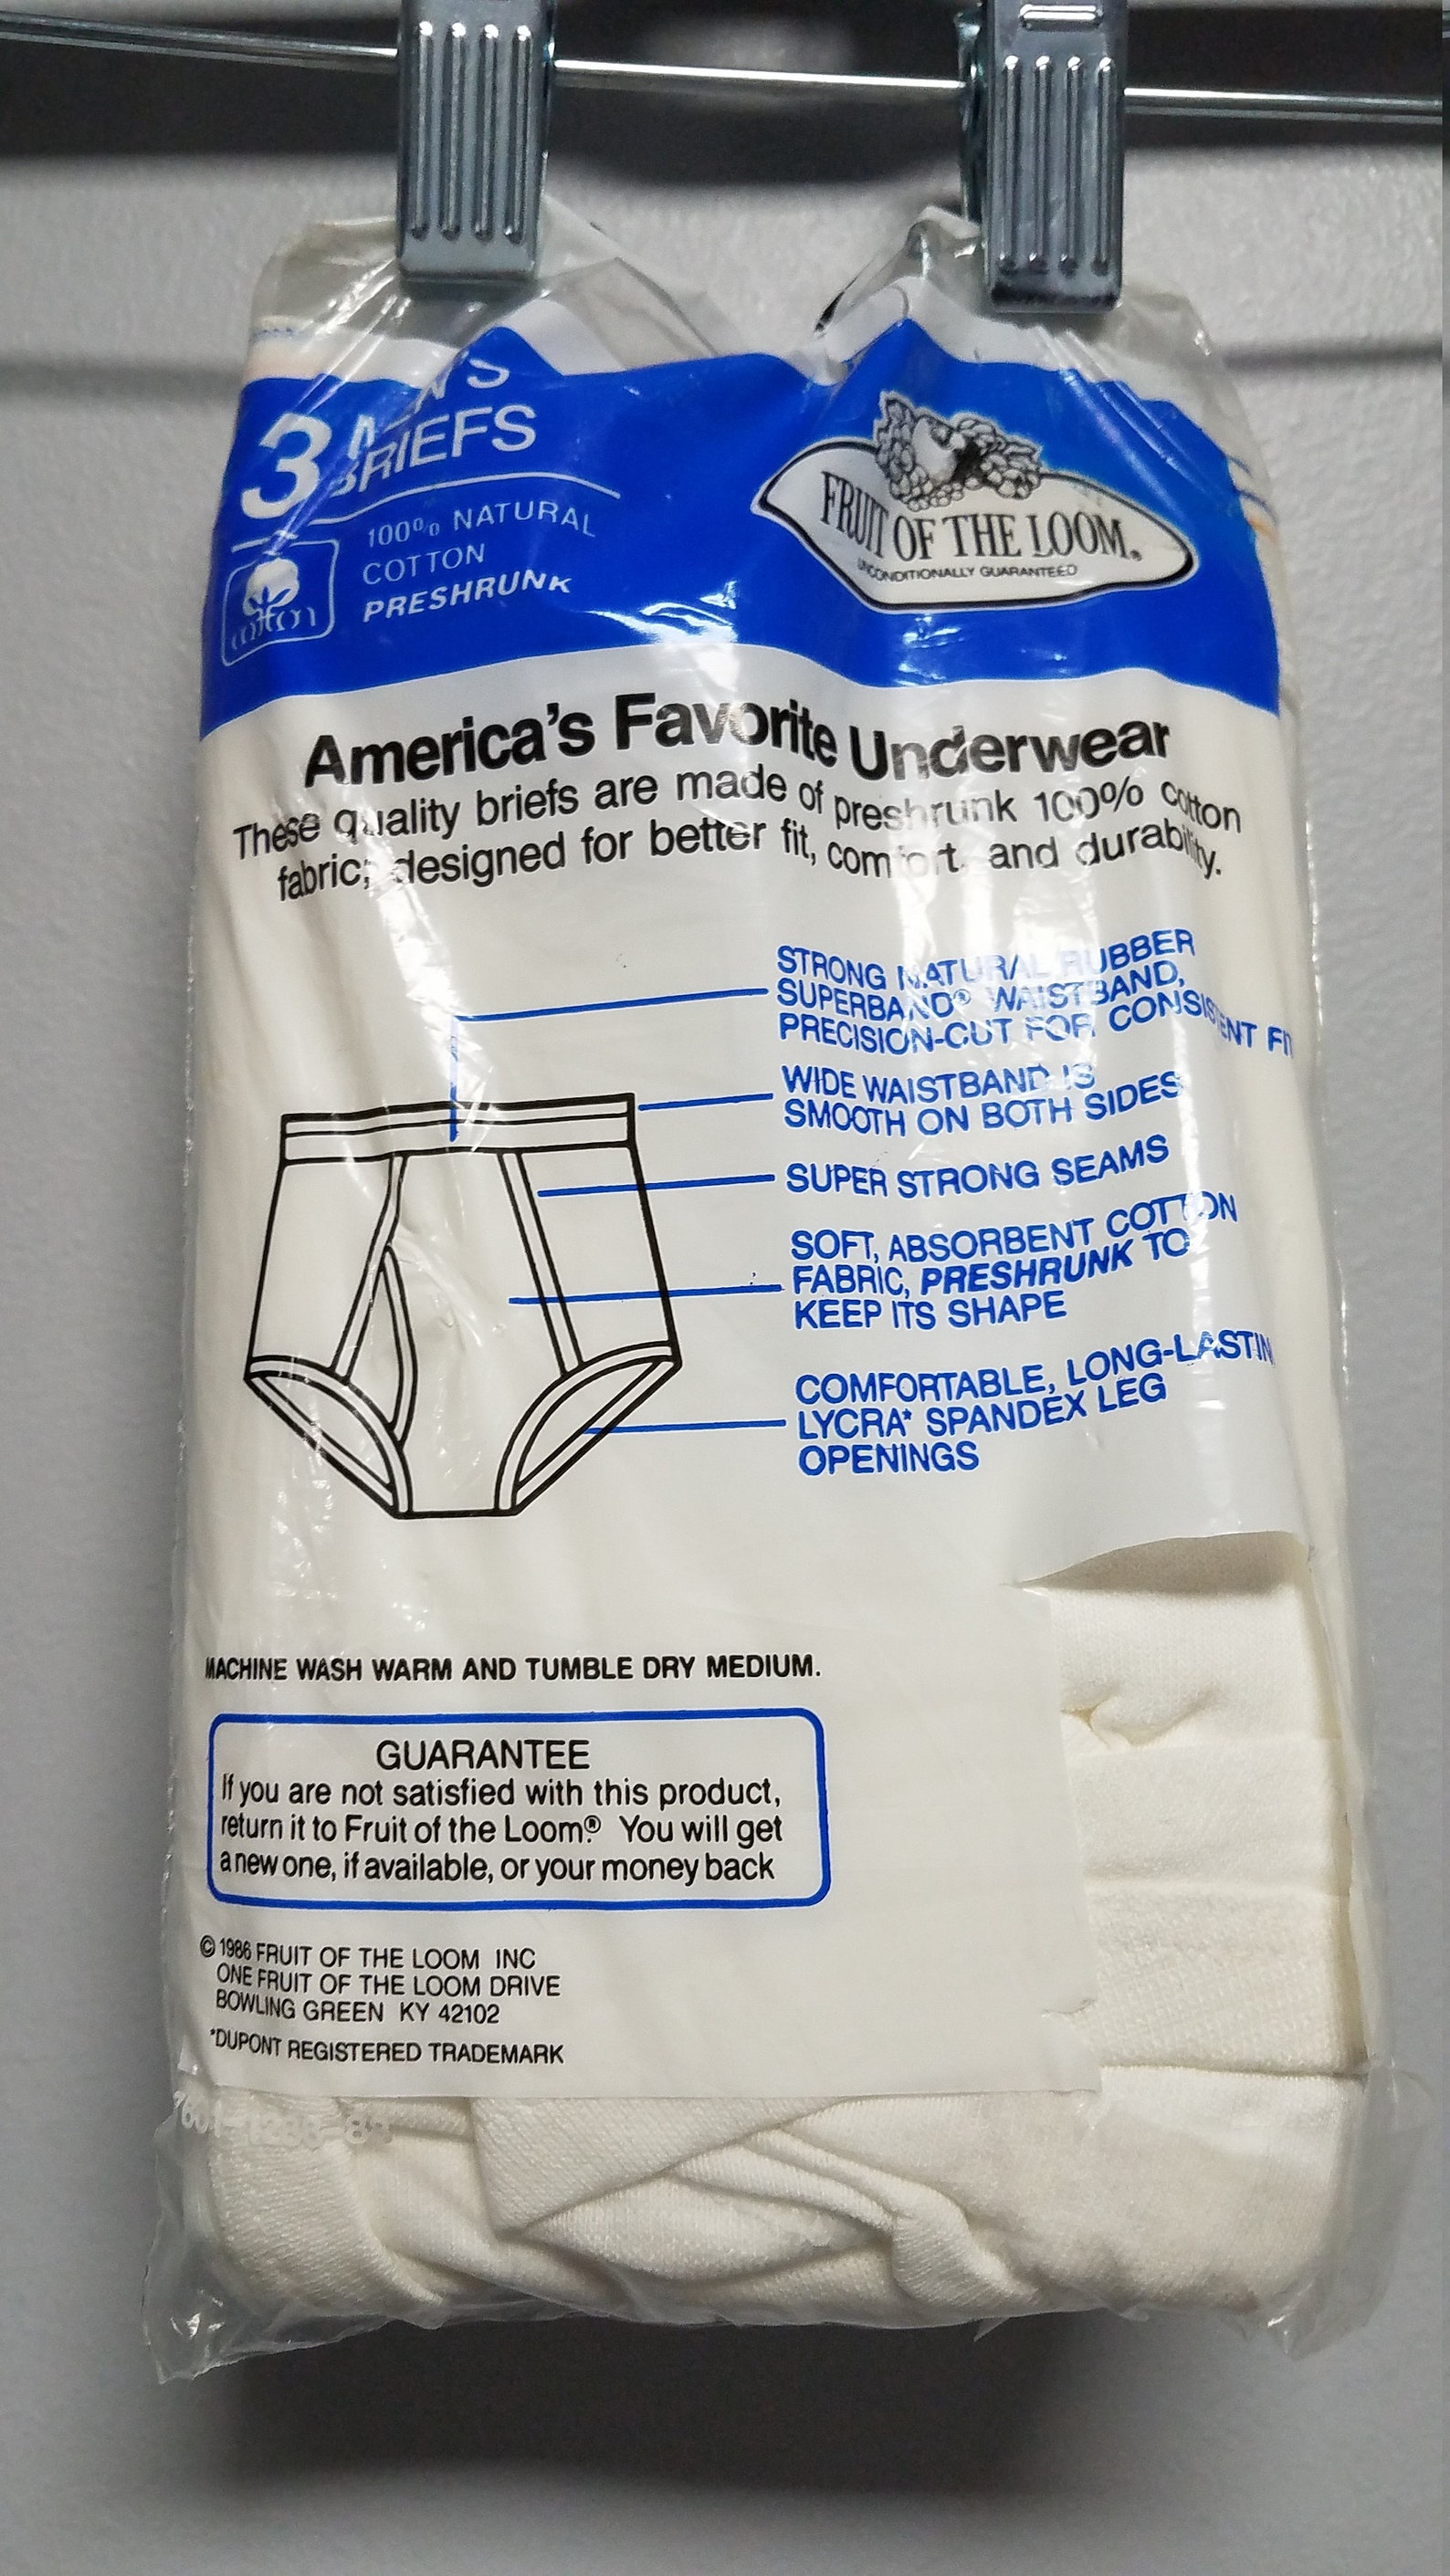 3 MEN'S
BRIEFS
100% NATURAL
COTTON
PRESHRUNK
cotton
FRUIT OF THE LOOM®
UNCONDITIONALLY GUARANTEED
America's Favorite Underwear
These quality briefs are made of preshrunk 100% cotton
fabric; designed for better fit, comfort, and durability.
STRONG NATURAL RUBBER
SUPERBAND® WAISTBAND,
PRECISION-CUT FOR CONSISTENT FIT
WIDE WAISTBAND IS
SMOOTH ON BOTH SIDES
SUPER STRONG SEAMS
SOFT, ABSORBENT COTTON
FABRIC, PRESHRUNK TO
KEEP ITS SHAPE
COMFORTABLE, LONG-LASTIN
LYCRA* SPANDEX LEG
OPENINGS
MACHINE WASH WARM AND TUMBLE DRY MEDIUM.
GUARANTEE
If you are not satisfied with this product,
return it to Fruit of the Loom.® You will get
a new one, if available, or your money back
© 1986 FRUIT OF THE LOOM INC
ONE FRUIT OF THE LOOM DRIVE
BOWLING GREEN KY 42102
*DUPONT REGISTERED TRADEMARK